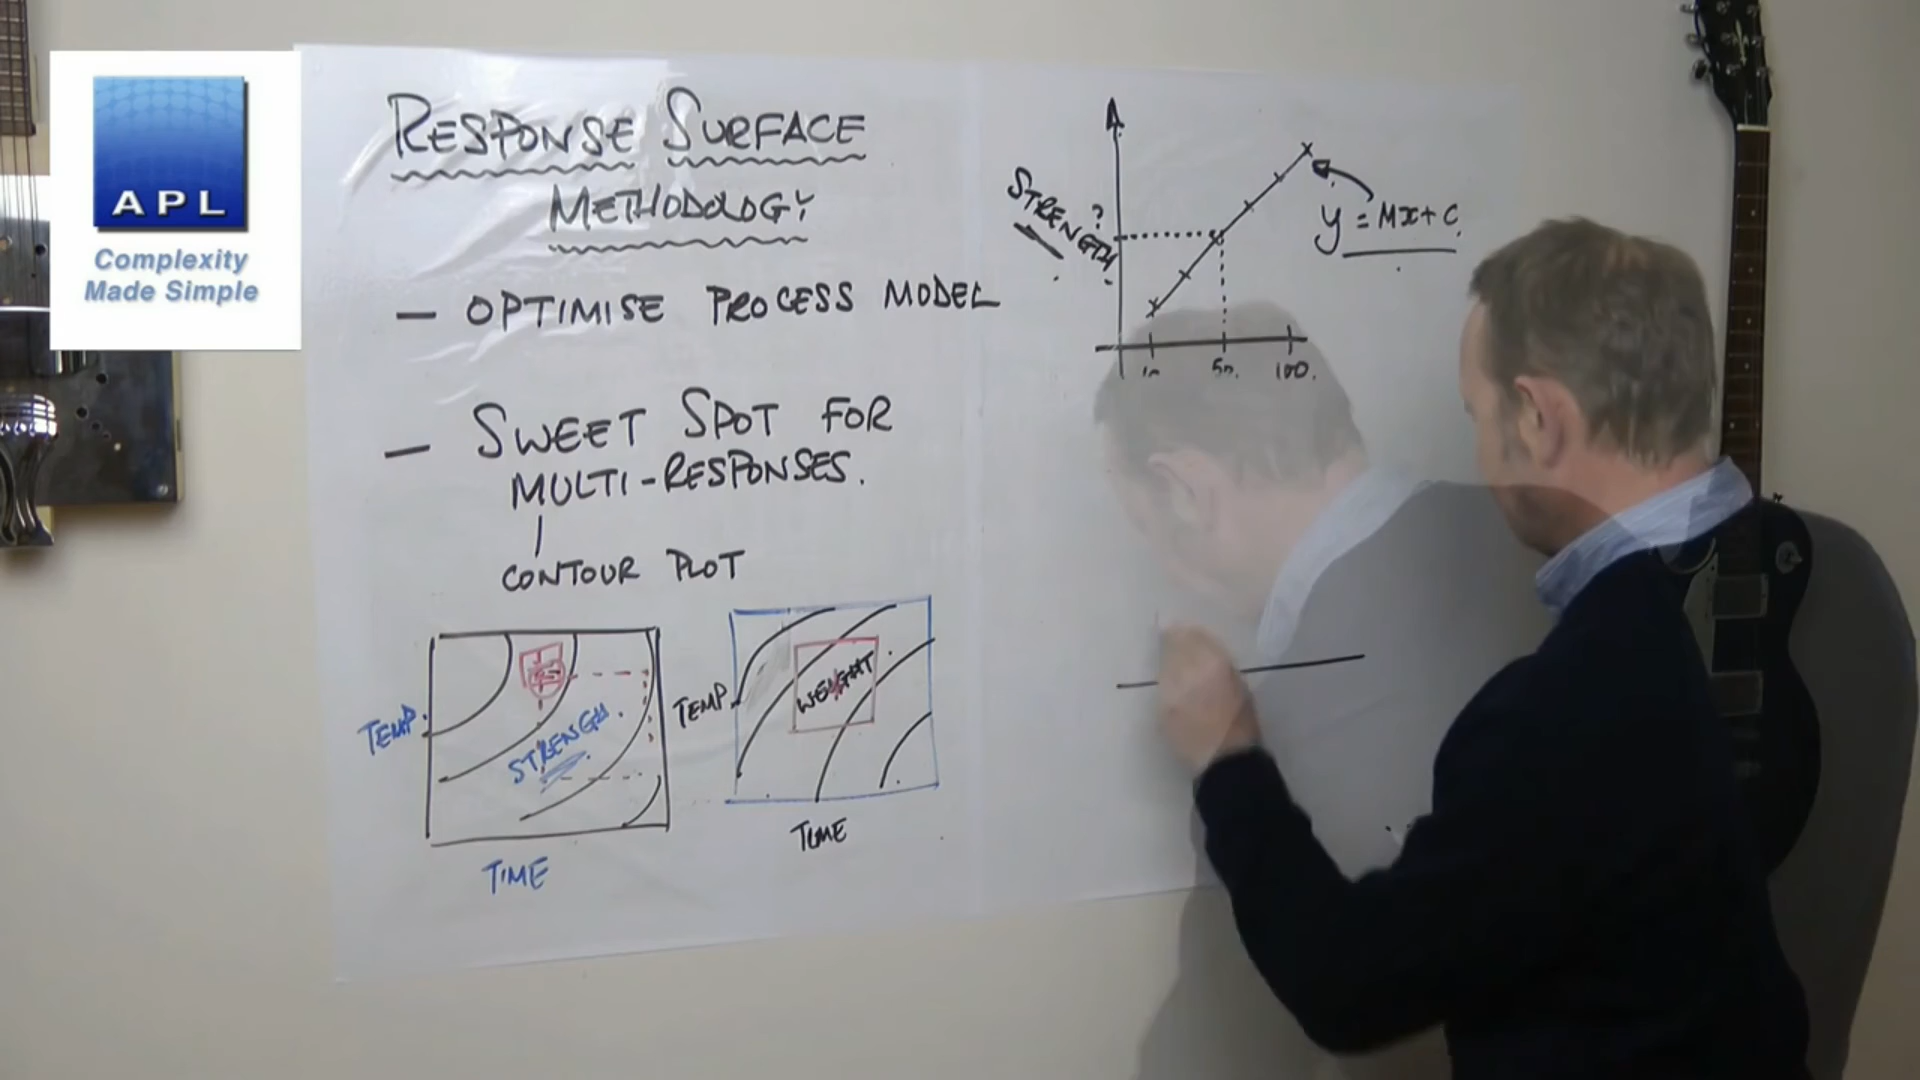 APL
Complexity
Made Simple
RESPONSE SURFACE
METHODOLOGY
— OPTIMISE PROCESS MODEL
— SWEET SPOT FOR
MULTI-RESPONSES.
CONTOUR PLOT
TEMP.
STRENGTH.
TIME
TEMP
WEIGHT
TIME
STRENGTH
?
y = Mx + C
10 50. 100.